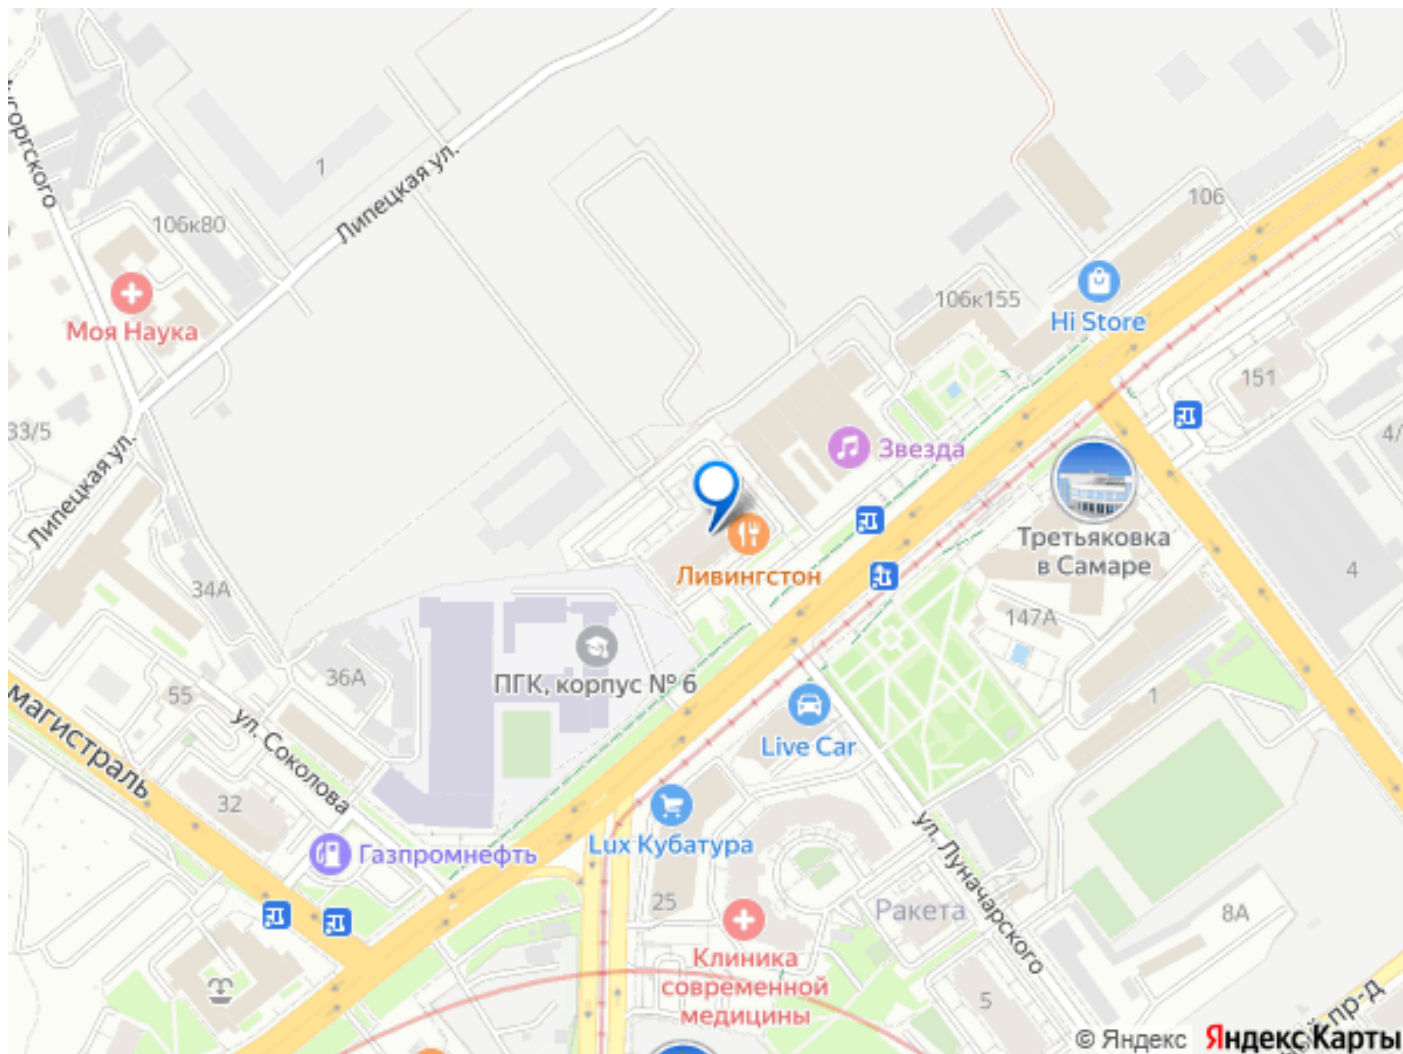 106
106к80
Липецкая ул.
1
Моя Наука
106к155
Hi Store
151
33/5
Звезда
4/
Липецкая ул.
Ливингстон
Третьяковка
в Самаре
4
34А
147А
ПГК, корпус № 6
36А
55
1
магистраль
ул. Соколова
Live Car
32
Lux Кубатура
Газпромнефть
ул. Луначарского
25
Ракета
8А
Клиника
современной
медицины
5
пр-д
© Яндекс Яндекс Карты